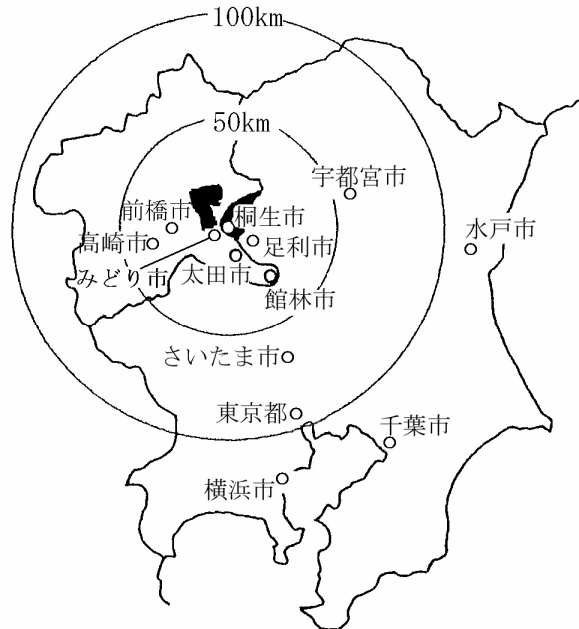 100km
50km
宇都宮市
前橋市
桐生市
水戸市
高崎市
足利市
みどり市
太田市
館林市
さいたま市
東京都
千葉市
横浜市